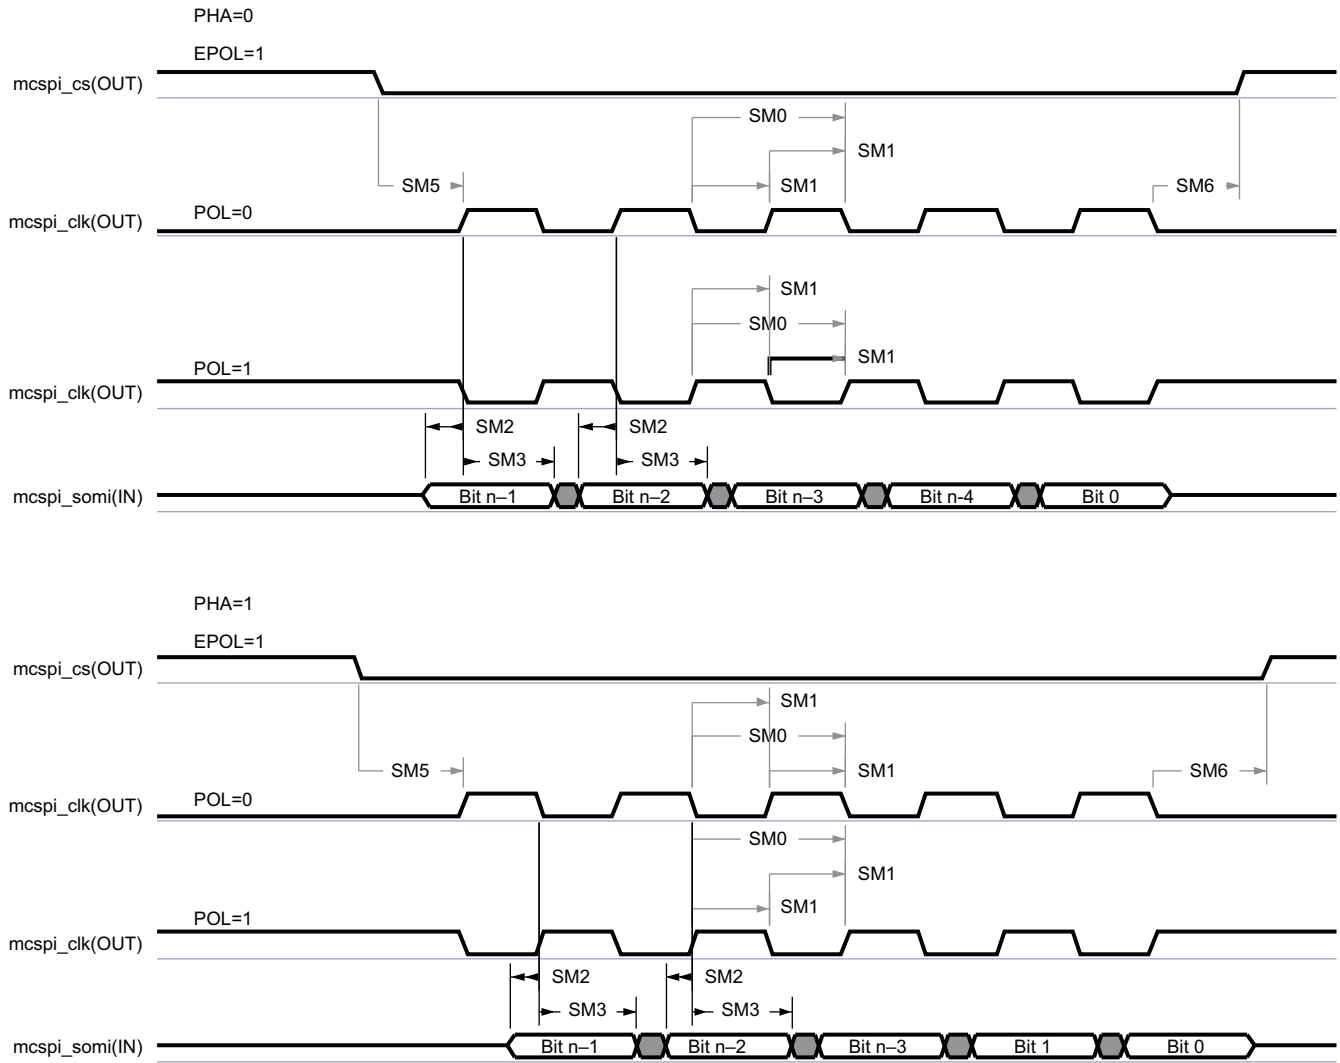 PHA=0
EPOL=1
mcspi_cs(OUT)
SM0
SM1
SM5
SM1
SM6
POL=0
mcspi_clk(OUT)
SM1
SM0
SM1
POL=1
mcspi_clk(OUT)
SM2
SM2
SM3
SM3
mcspi_somi(IN)
Bit n–1
Bit n–2
Bit n–3
Bit n-4
Bit 0
PHA=1
EPOL=1
mcspi_cs(OUT)
SM1
SM0
SM5
SM1
SM6
POL=0
mcspi_clk(OUT)
SM0
SM1
SM1
POL=1
mcspi_clk(OUT)
SM2
SM2
SM3
SM3
mcspi_somi(IN)
Bit n–1
Bit n–2
Bit n–3
Bit 1
Bit 0